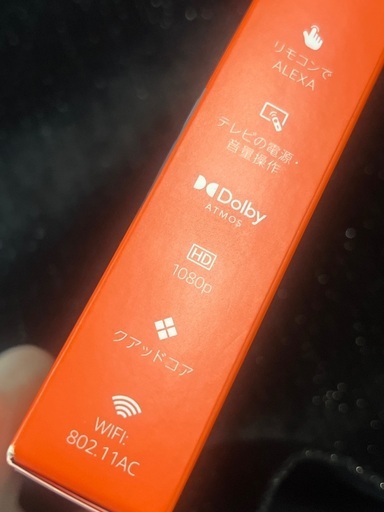 リモコンで
ALEXA
テレビの電源・
音量操作
Dolby
ATMOS
HD
1080p
クアッドコア
WIFI:
802.11AC